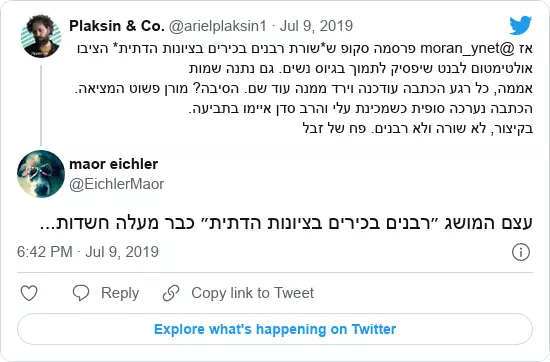 Plaksin & Co. @arielplaksin1 · Jul 9, 2019
אז @moran_ynet פרסמה סקופ ש*שורת רבנים בכירים בציונות הדתית* הציבו
אולטימטום לבנט שיפסיק לתמוך בגיוס נשים. גם נתנה שמות
אממה, כל רגע הכתבה עודכנה וירד ממנה עוד שם. הסיבה? מורן פשוט המציאה.
הכתבה נערכה סופית כשמכינת עלי והרב סדן איימו בתביעה.
בקיצור, לא שורה ולא רבנים. פח של זבל
maor eichler
@EichlerMaor
עצם המושג ״רבנים בכירים בציונות הדתית״ כבר מעלה חשדות...
6:42 PM · Jul 9, 2019
Reply
Copy link to Tweet
Explore what's happening on Twitter